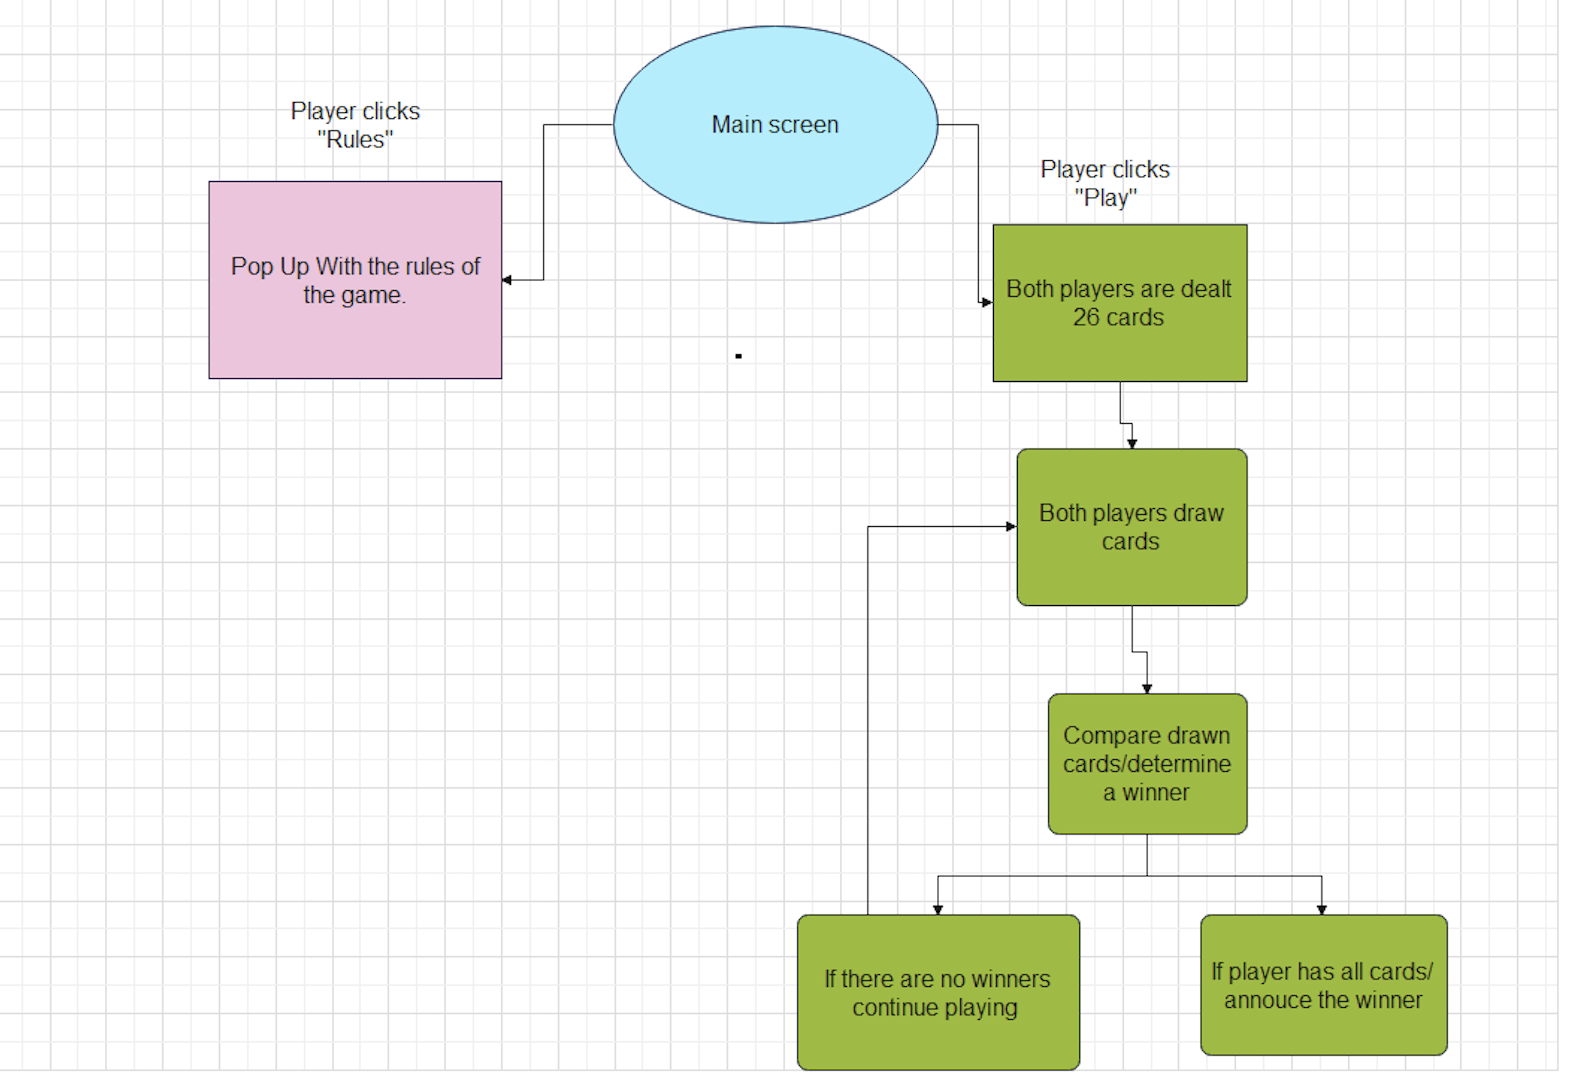 Main screen
Player clicks
"Rules"
Pop Up With the rules of
the game.
Player clicks
"Play"
Both players are dealt
26 cards
Both players draw
cards
Compare drawn
cards/determine
a winner
If there are no winners
continue playing
If player has all cards/
annouce the winner